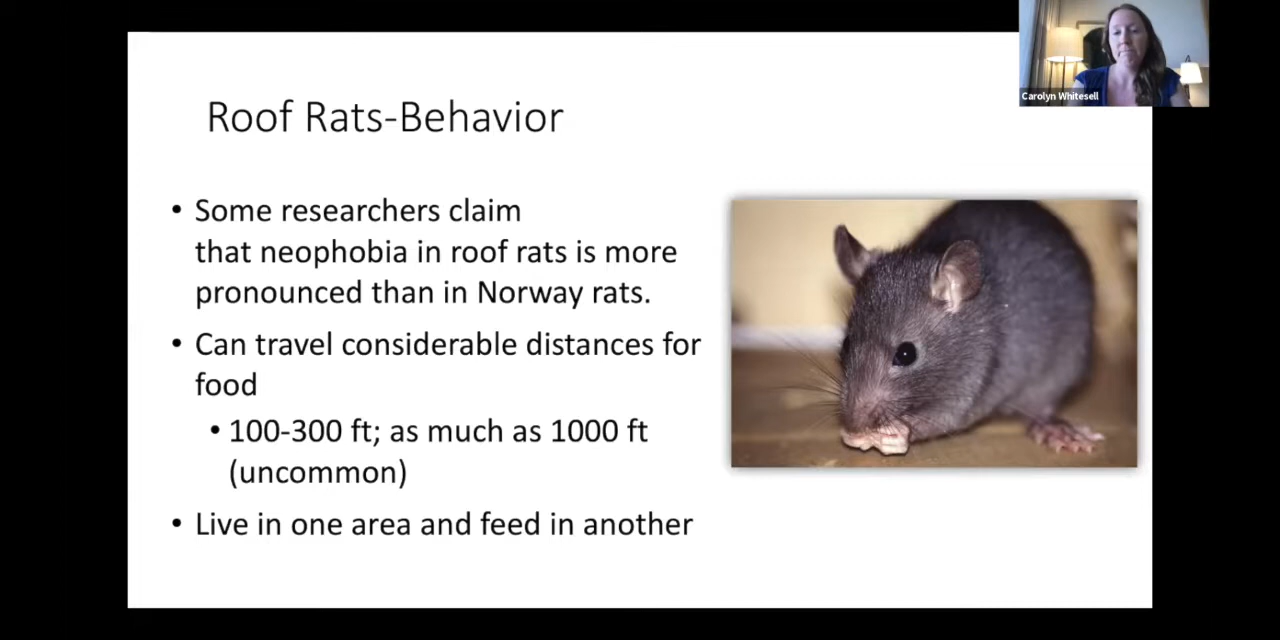 Carolyn Whitesell
Roof Rats-Behavior
• Some researchers claim
that neophobia in roof rats is more
pronounced than in Norway rats.
• Can travel considerable distances for
food
• 100-300 ft; as much as 1000 ft
(uncommon)
• Live in one area and feed in another